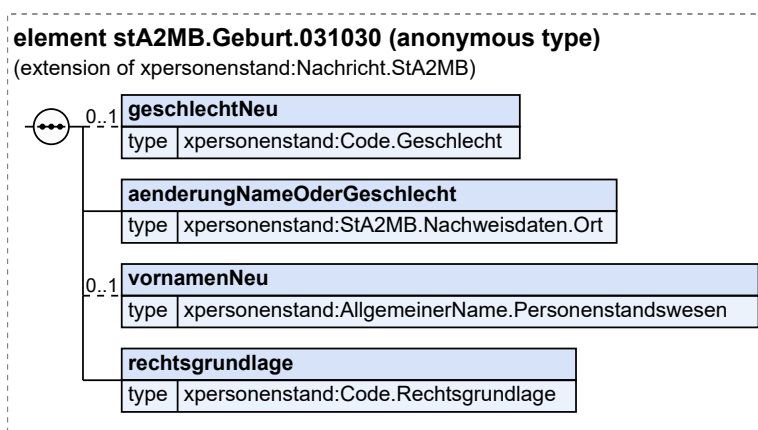 element stA2MB.Geburt.031030 (anonymous type)
(extension of xpersonenstand:Nachricht.StA2MB)
0..1 geschlechtNeu
type xpersonenstand:Code.Geschlecht
aenderungNameOderGeschlecht
type xpersonenstand:StA2MB.Nachweisdaten.Ort
0..1 vornamenNeu
type xpersonenstand:AllgemeinerName.Personenstandswesen
rechtsgrundlage
type xpersonenstand:Code.Rechtsgrundlage